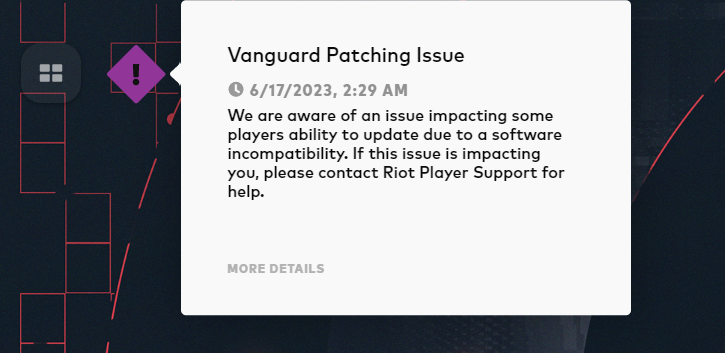 Vanguard Patching Issue
6/17/2023, 2:29 AM
We are aware of an issue impacting some
players ability to update due to a software
incompatibility. If this issue is impacting
you, please contact Riot Player Support for
help.
MORE DETAILS